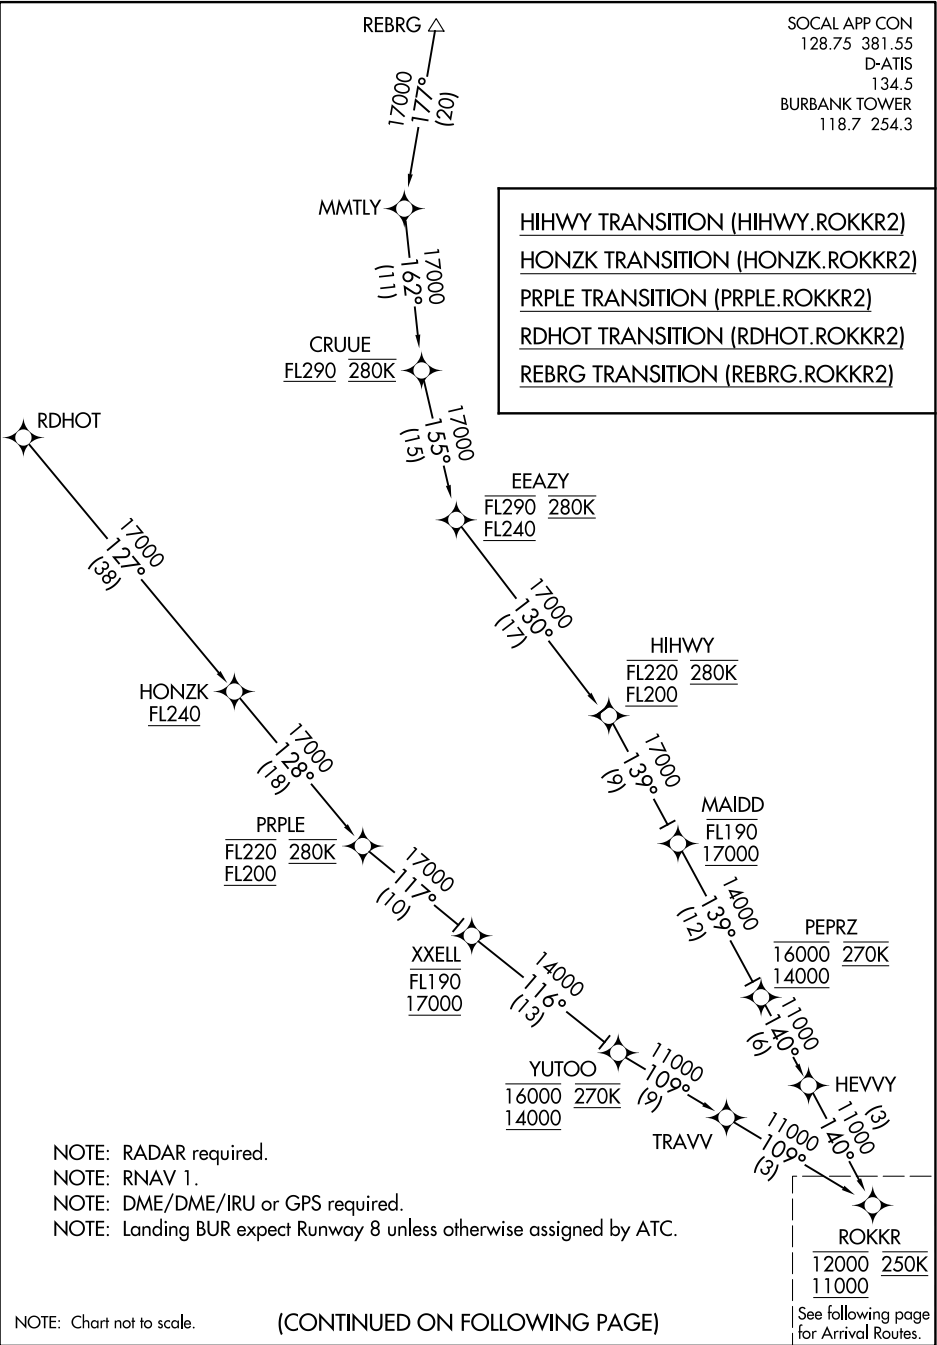 REBRG
SOCAL APP CON
128.75 381.55
D-ATIS
134.5
BURBANK TOWER
118.7 254.3
17000
177°
(20)
MMTLY
HIHWY TRANSITION (HIHWY.ROKKR2)
HONZK TRANSITION (HONZK.ROKKR2)
PRPLE TRANSITION (PRPLE.ROKKR2)
RDHOT TRANSITION (RDHOT.ROKKR2)
REBRG TRANSITION (REBRG.ROKKR2)
17000
162°
(11)
CRUUE
FL290 280K
17000
155°
(15)
RDHOT
EEAZY
FL290 280K
FL240
17000
127°
(38)
17000
130°
(17)
HIHWY
FL220 280K
FL200
HONZK
FL240
17000
128°
(18)
17000
139°
(9)
MAIDD
FL190
17000
PRPLE
FL220 280K
FL200
17000
117°
(10)
14000
139°
(12)
PEPRZ
16000 270K
14000
XXELL
FL190
17000
14000
116°
(13)
11000
140°
(6)
YUTOO
16000 270K
14000
11000
109°
(9)
HEVVY
(3)
11000
140°
TRAVV
11000
109°
(3)
NOTE: RADAR required.
NOTE: RNAV 1.
NOTE: DME/DME/IRU or GPS required.
NOTE: Landing BUR expect Runway 8 unless otherwise assigned by ATC.
ROKKR
12000 250K
11000
See following page
for Arrival Routes.
NOTE: Chart not to scale.
(CONTINUED ON FOLLOWING PAGE)